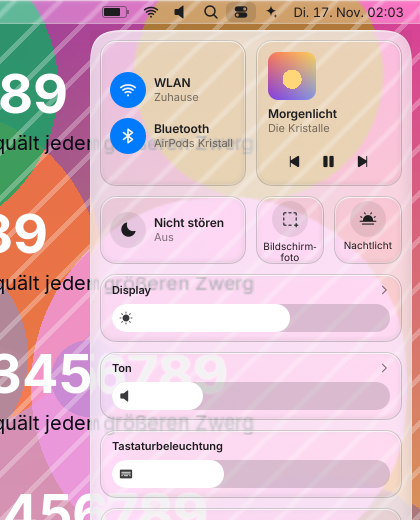 Di. 17. Nov. 02:03
89
quält jeden größeren Zwerg
WLAN
Zuhause
Bluetooth
AirPods Kristall
Morgenlicht
Die Kristalle
Nicht stören
Aus
Bildschirm-
foto
Nachtlicht
39
quält jeden größeren Zwerg
Display
Ton
3456789
quält jeden größeren Zwerg
Tastaturbeleuchtung
456789